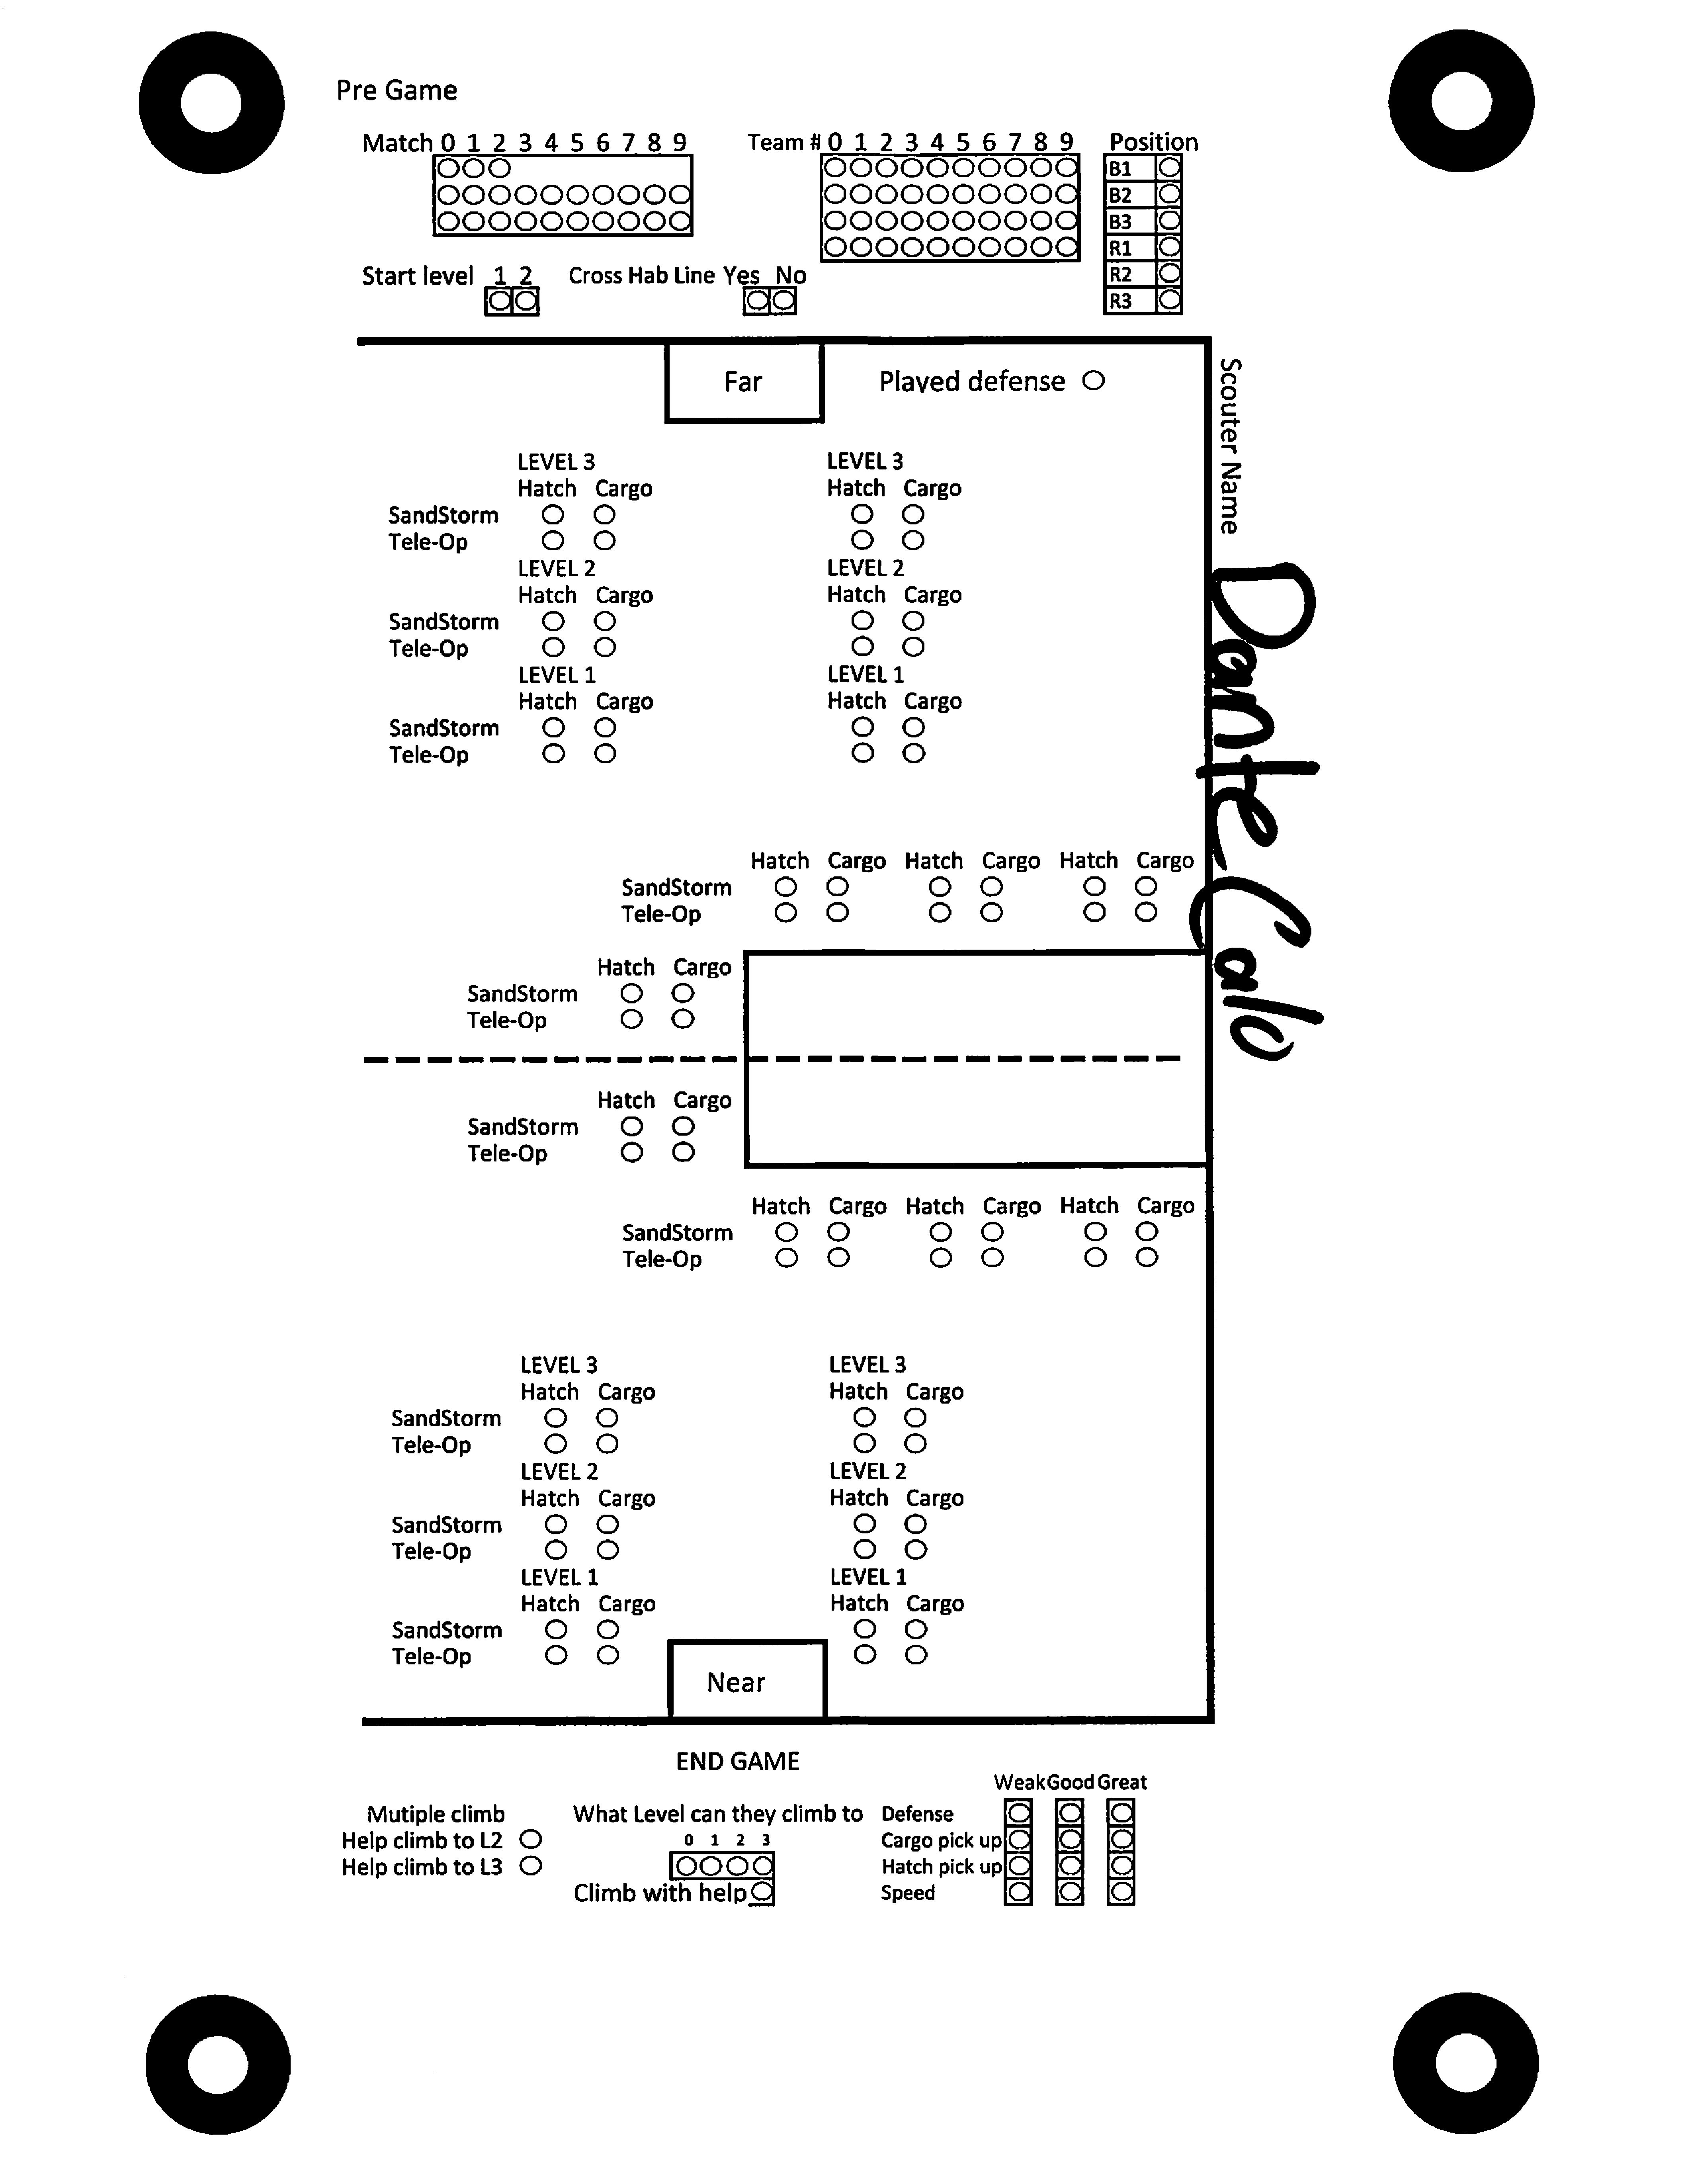 Pre Game
Match 0 1 2 3 4 5 6 7 8 9
Team # 0 1 2 3 4 5 6 7 8 9
Position
B1
B2
B3
R1
R2
R3
Start level 1 2
Cross Hab Line Yes No
Far
Played defense
Scouter Name
Dante Calo
LEVEL 3 LEVEL 3
Hatch Cargo Hatch Cargo
SandStorm
Tele-Op
LEVEL 2 LEVEL 2
Hatch Cargo Hatch Cargo
SandStorm
Tele-Op
LEVEL 1 LEVEL 1
Hatch Cargo Hatch Cargo
SandStorm
Tele-Op
Hatch Cargo Hatch Cargo Hatch Cargo
SandStorm
Tele-Op
Hatch Cargo
SandStorm
Tele-Op
Hatch Cargo
SandStorm
Tele-Op
Hatch Cargo Hatch Cargo Hatch Cargo
SandStorm
Tele-Op
LEVEL 3 LEVEL 3
Hatch Cargo Hatch Cargo
SandStorm
Tele-Op
LEVEL 2 LEVEL 2
Hatch Cargo Hatch Cargo
SandStorm
Tele-Op
LEVEL 1 LEVEL 1
Hatch Cargo Hatch Cargo
SandStorm
Tele-Op
Near
END GAME
Mutiple climb
Help climb to L2
Help climb to L3
What Level can they climb to
0 1 2 3
Climb with help
Weak Good Great
Defense
Cargo pick up
Hatch pick up
Speed